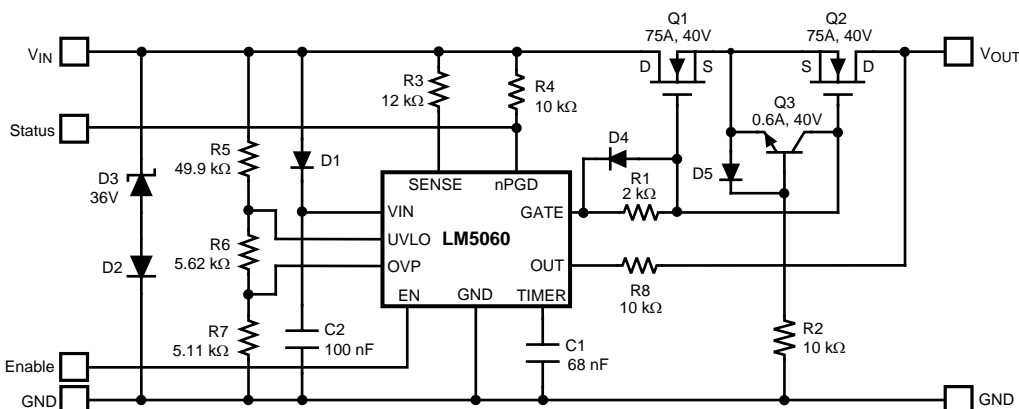 Q1
75A, 40V
Q2
75A, 40V
VIN
VOUT
D
S
S
D
R3
12 kΩ
R4
10 kΩ
Q3
0.6A, 40V
Status
D4
R5
49.9 kΩ
D1
D3
36V
D5
R1
2 kΩ
SENSE
nPGD
VIN
GATE
UVLO
LM5060
R6
5.62 kΩ
OVP
OUT
D2
R8
10 kΩ
EN
GND
TIMER
R7
5.11 kΩ
C2
100 nF
C1
68 nF
R2
10 kΩ
Enable
GND
GND